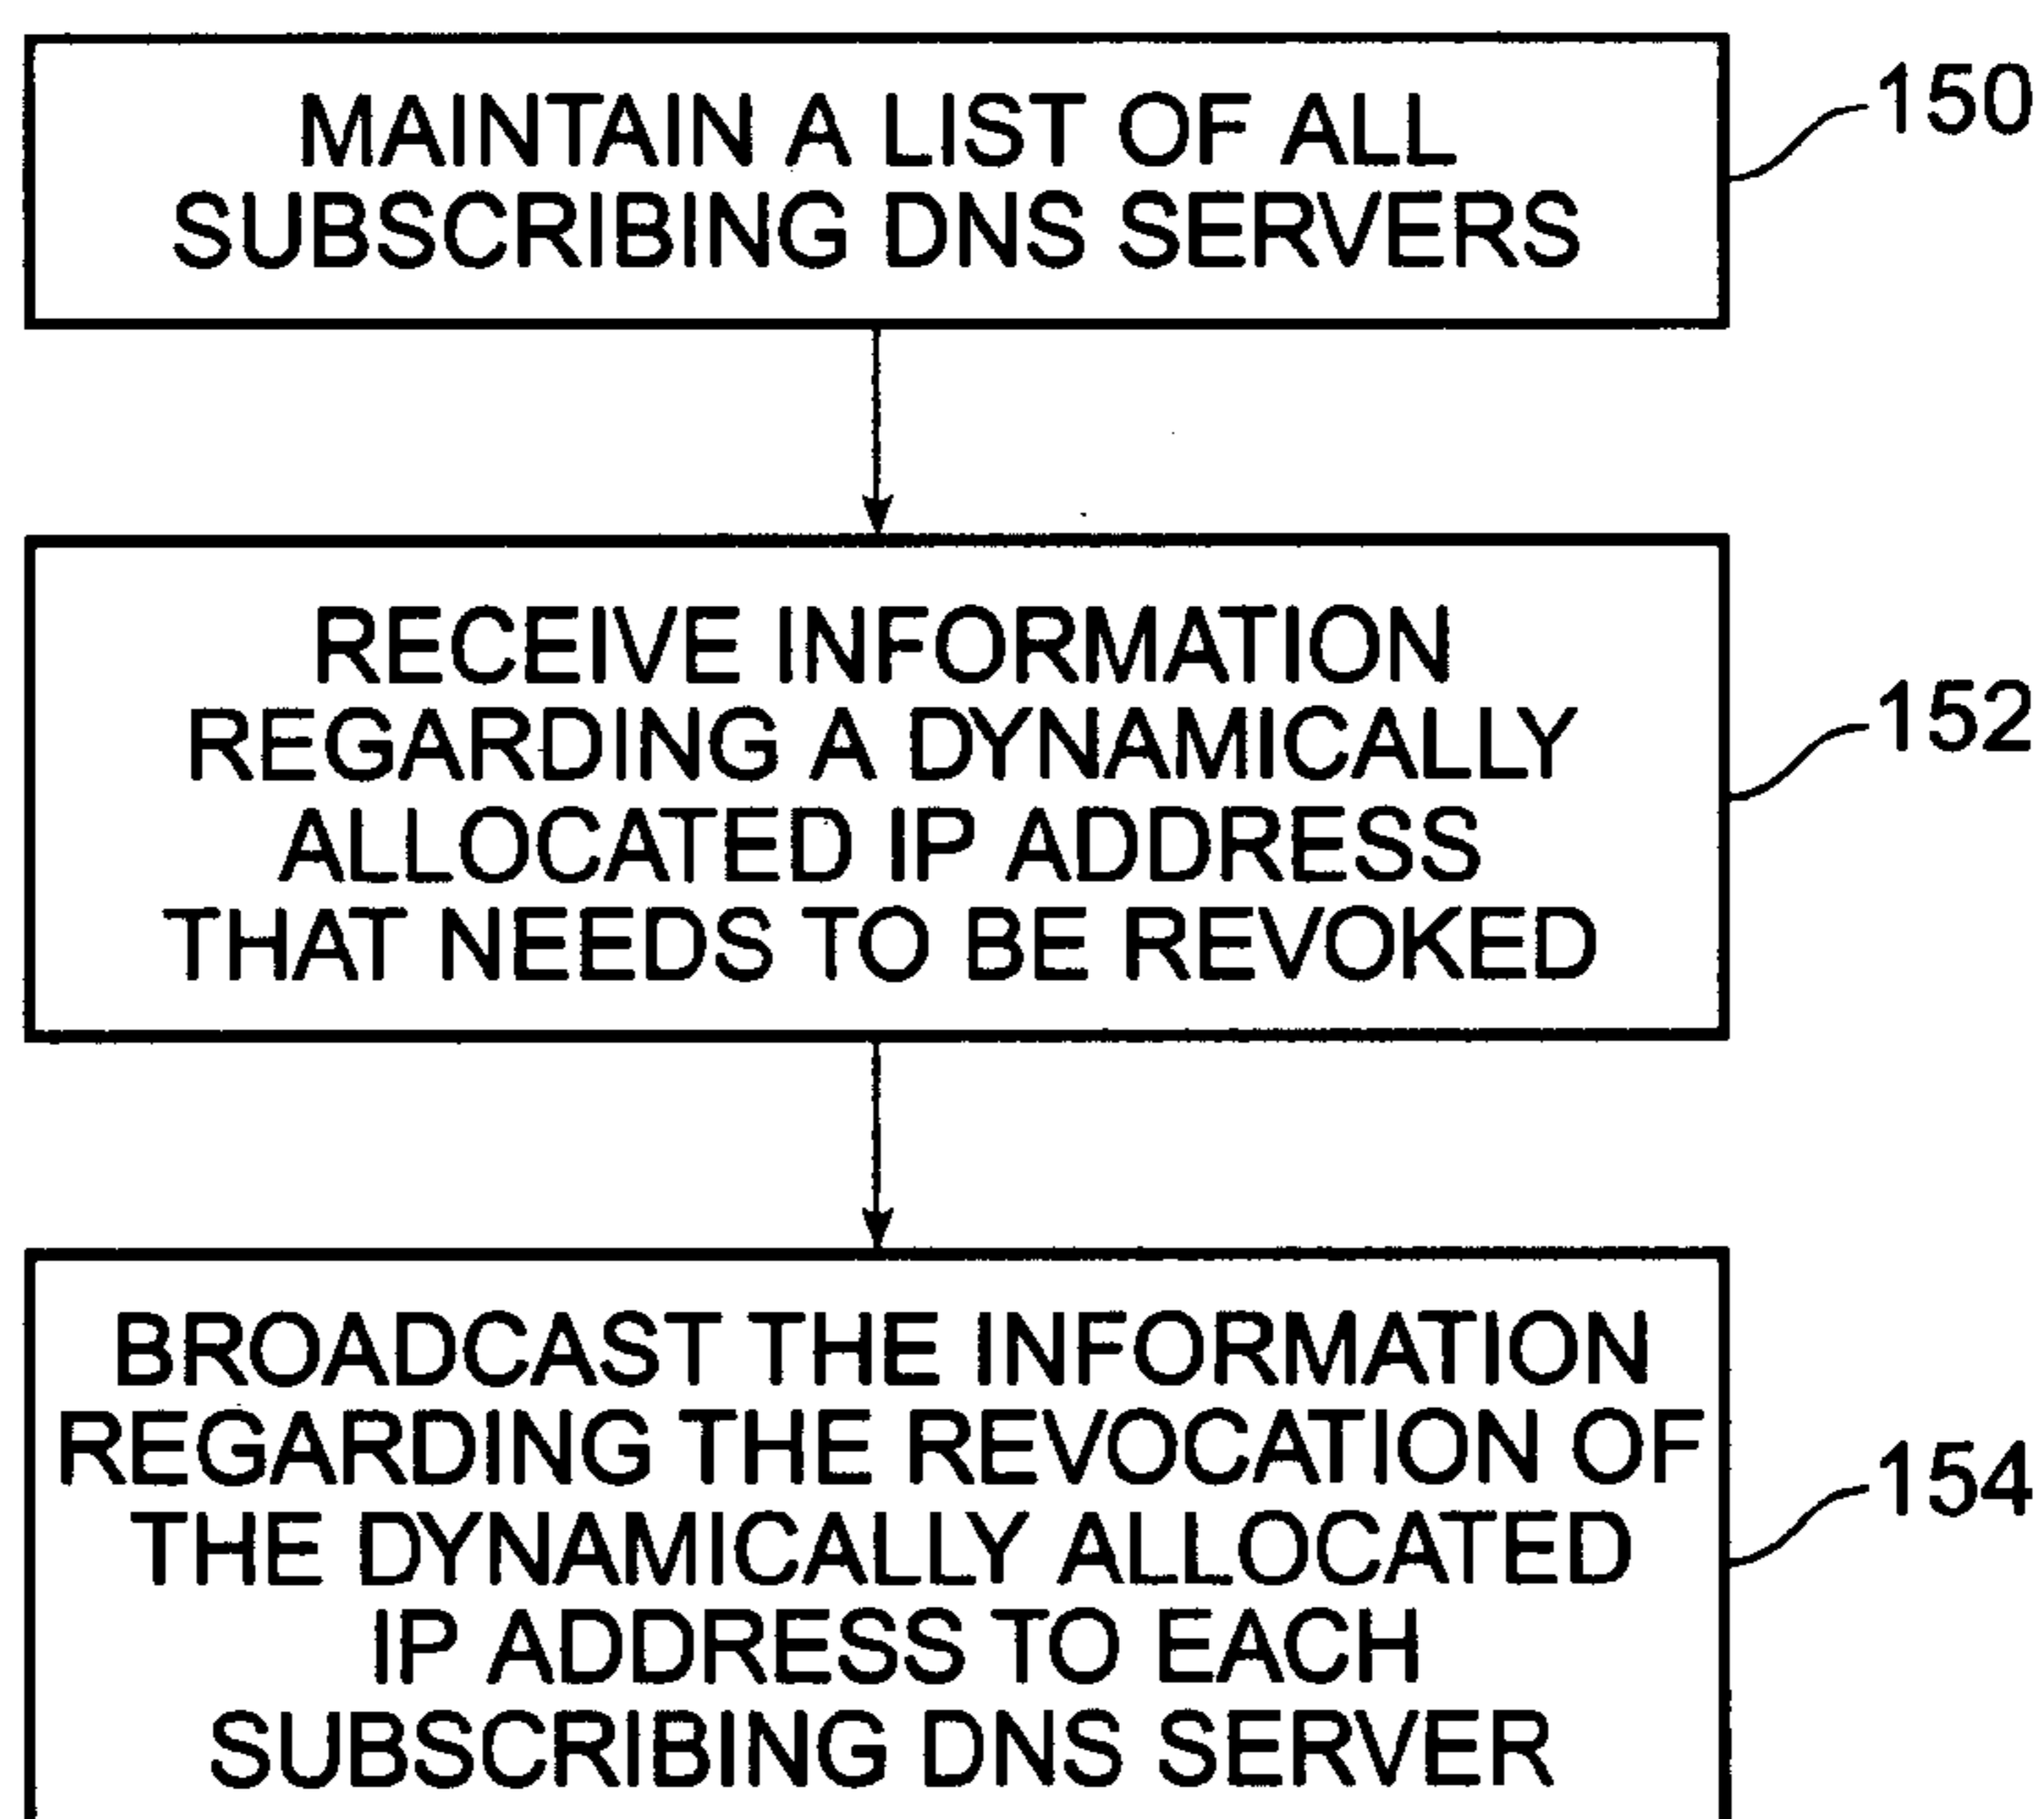 MAINTAIN A LIST OF ALL
SUBSCRIBING DNS SERVERS
150
RECEIVE INFORMATION
REGARDING A DYNAMICALLY
ALLOCATED IP ADDRESS
THAT NEEDS TO BE REVOKED
152
BROADCAST THE INFORMATION
REGARDING THE REVOCATION OF
THE DYNAMICALLY ALLOCATED
IP ADDRESS TO EACH
SUBSCRIBING DNS SERVER
154